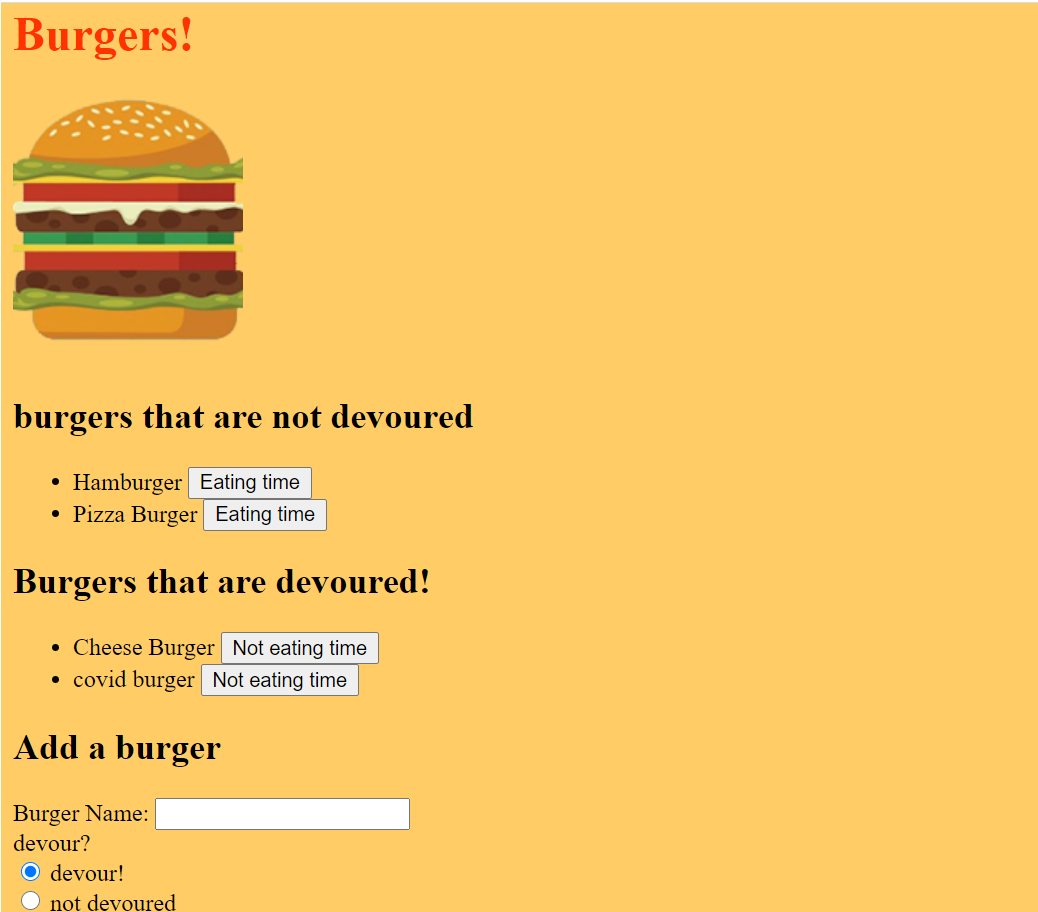 Burgers!
burgers that are not devoured
Hamburger Eating time
Pizza Burger Eating time
Burgers that are devoured!
Cheese Burger Not eating time
covid burger Not eating time
Add a burger
Burger Name:
devour?
devour!
not devoured